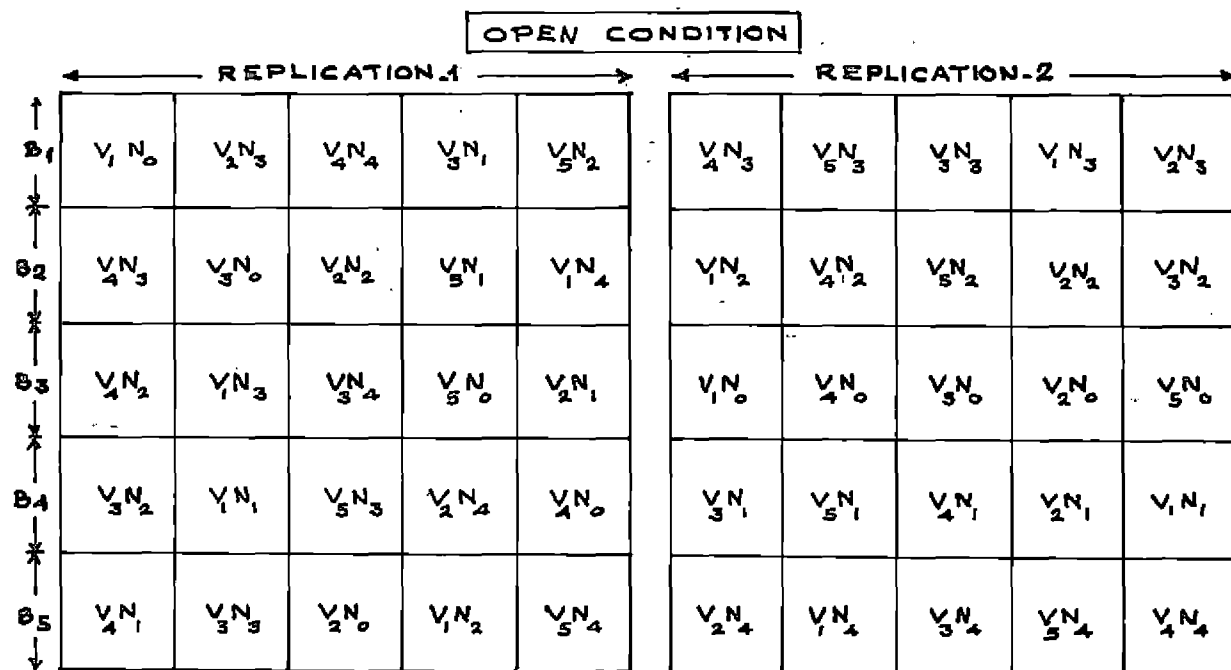 OPEN CONDITION
REPLICATION-1 REPLICATION-2
B1 V1N0 V2N3 V4N4 V3N1 V5N2 V4N3 V5N3 V3N3 V1N3 V2N3
B2 V4N3 V3N0 V2N2 V5N1 V1N4 V1N2 V4N2 V5N2 V2N2 V3N2
B3 V4N2 V1N3 V3N4 V5N0 V2N1 V1N0 V4N0 V3N0 V2N0 V5N0
B4 V3N2 V1N1 V5N3 V2N4 V4N0 V3N1 V5N1 V4N1 V2N1 V1N1
B5 V4N1 V3N3 V2N0 V1N2 V5N4 V2N4 V1N4 V3N4 V5N4 V4N4